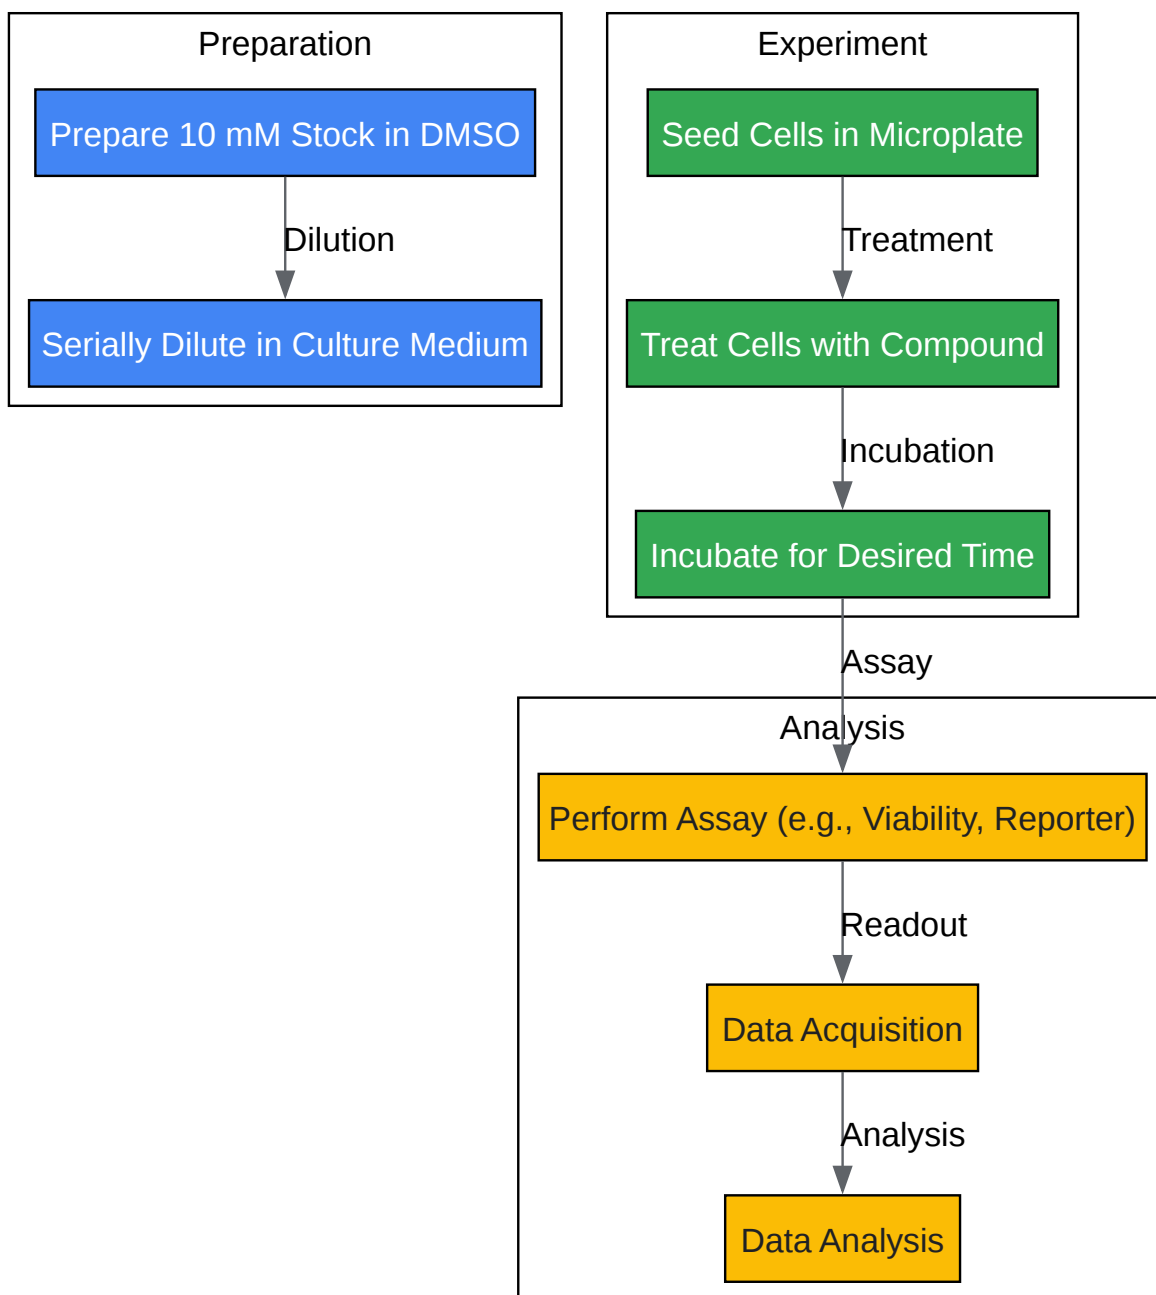 Preparation
Prepare 10 mM Stock in DMSO
Dilution
Serially Dilute in Culture Medium
Experiment
Seed Cells in Microplate
Treatment
Treat Cells with Compound
Incubation
Incubate for Desired Time
Assay
Analysis
Perform Assay (e.g., Viability, Reporter)
Readout
Data Acquisition
Analysis
Data Analysis